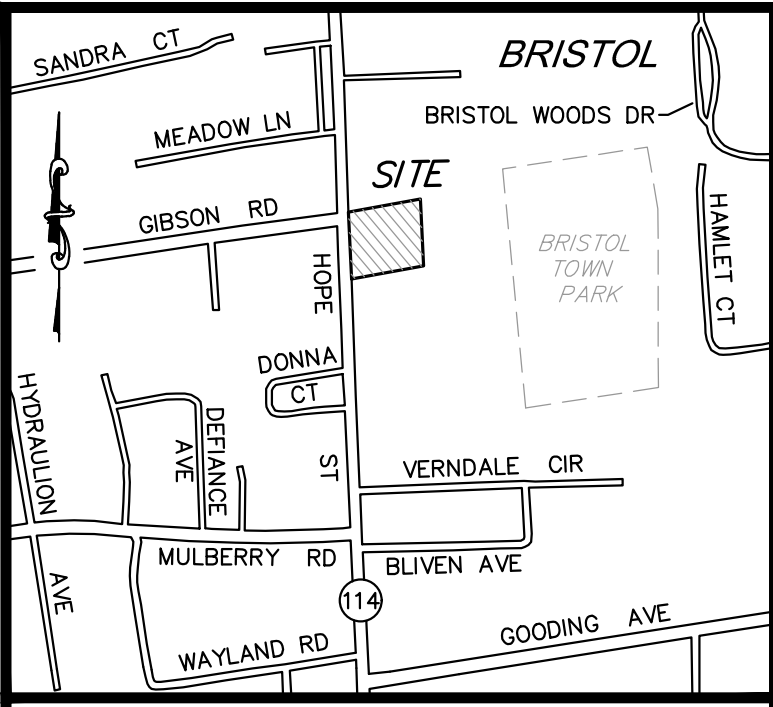 SANDRA CT
BRISTOL
BRISTOL WOODS DR
MEADOW LN
SITE
GIBSON RD
HAMLET CT
BRISTOL
TOWN
PARK
HOPE
DONNA
CT
HYDRAULION
DEFIANCE
AVE
ST
VERNDALE CIR
MULBERRY RD
BLIVEN AVE
AVE
114
GOODING AVE
WAYLAND RD